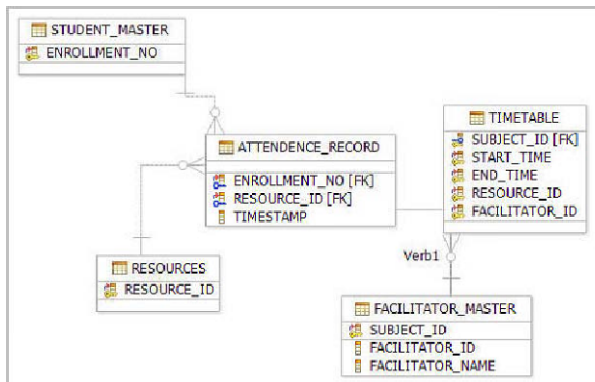 STUDENT_MASTER
ENROLLMENT_NO
ATTENDENCE_RECORD
ENROLLMENT_NO [FK]
RESOURCE_ID [FK]
TIMESTAMP
TIMETABLE
SUBJECT_ID [FK]
START_TIME
END_TIME
RESOURCE_ID
FACILITATOR_ID
Verb1
RESOURCES
RESOURCE_ID
FACILITATOR_MASTER
SUBJECT_ID
FACILITATOR_ID
FACILITATOR_NAME